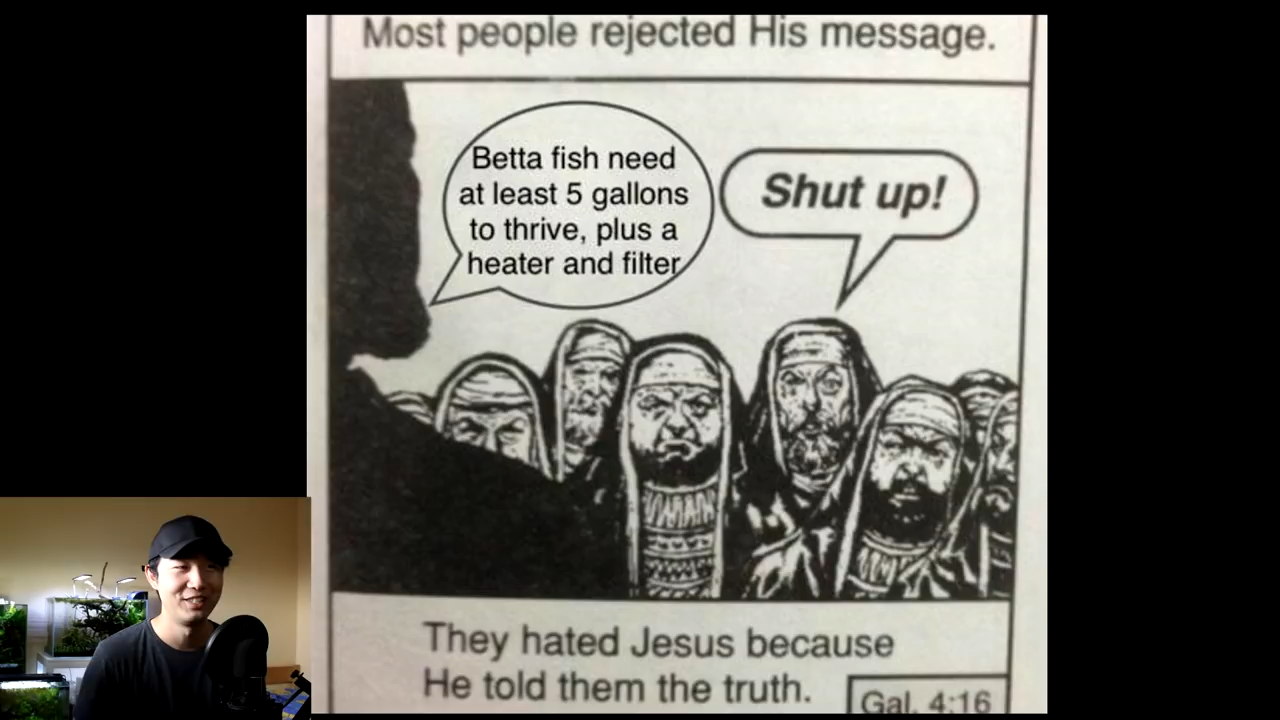 Most people rejected His message.
Betta fish need
at least 5 gallons
to thrive, plus a
heater and filter
Shut up!
They hated Jesus because
He told them the truth.
Gal. 4:16